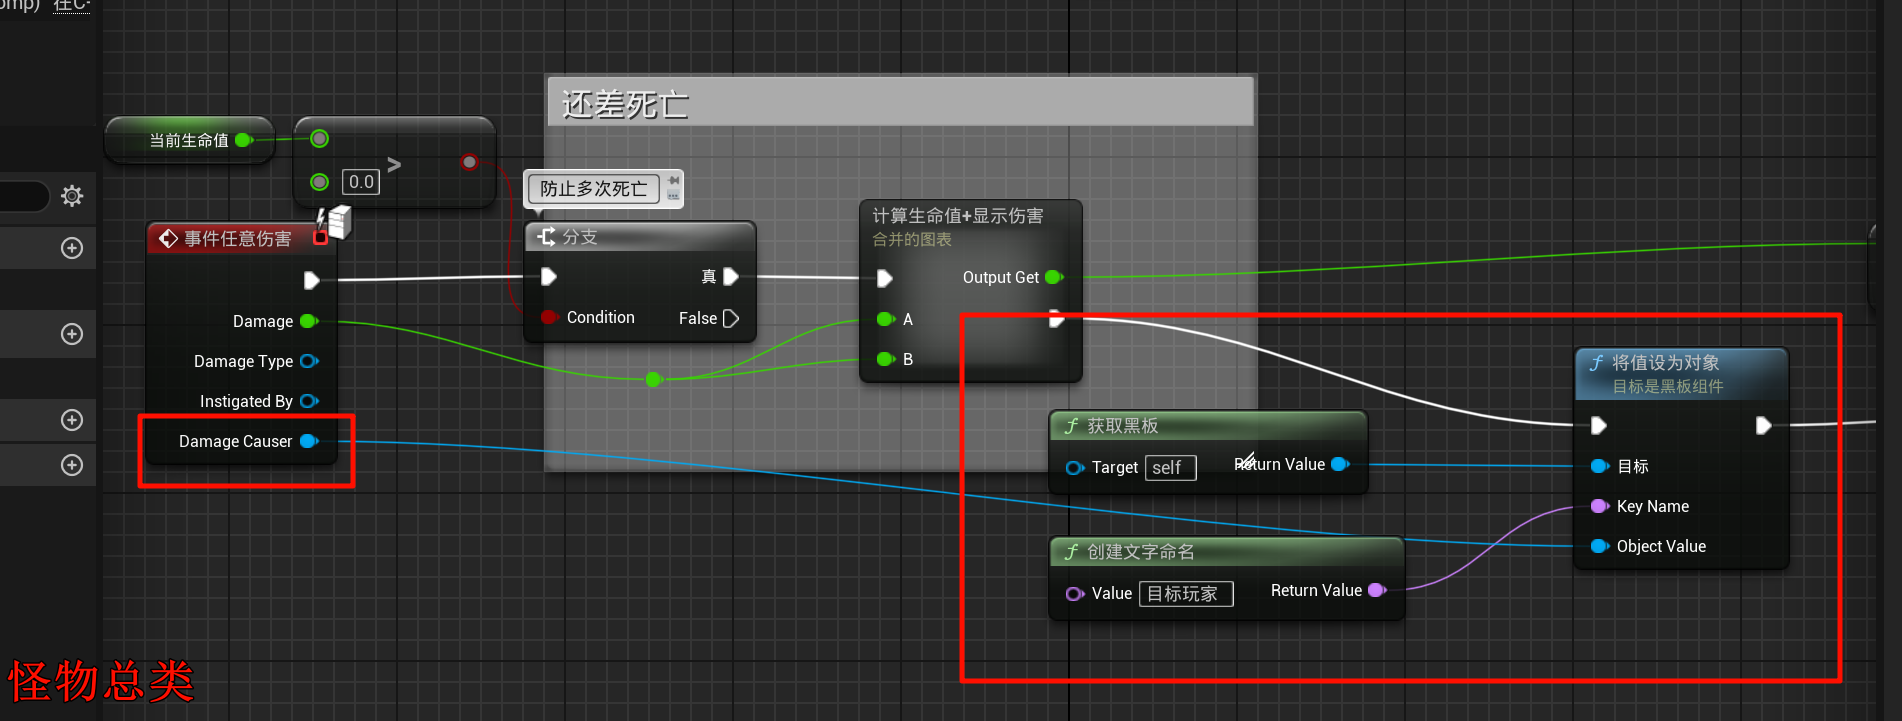 还差死亡
当前生命值
0.0
>
防止多次死亡
事件任意伤害
Damage
Damage Type
Instigated By
Damage Causer
分支
真
Condition
False
计算生命值+显示伤害
合并的图表
Output Get
A
B
获取黑板
Target self
Return Value
创建文字命名
Value 目标玩家
Return Value
将值设为对象
目标是黑板组件
目标
Key Name
Object Value
怪物总类